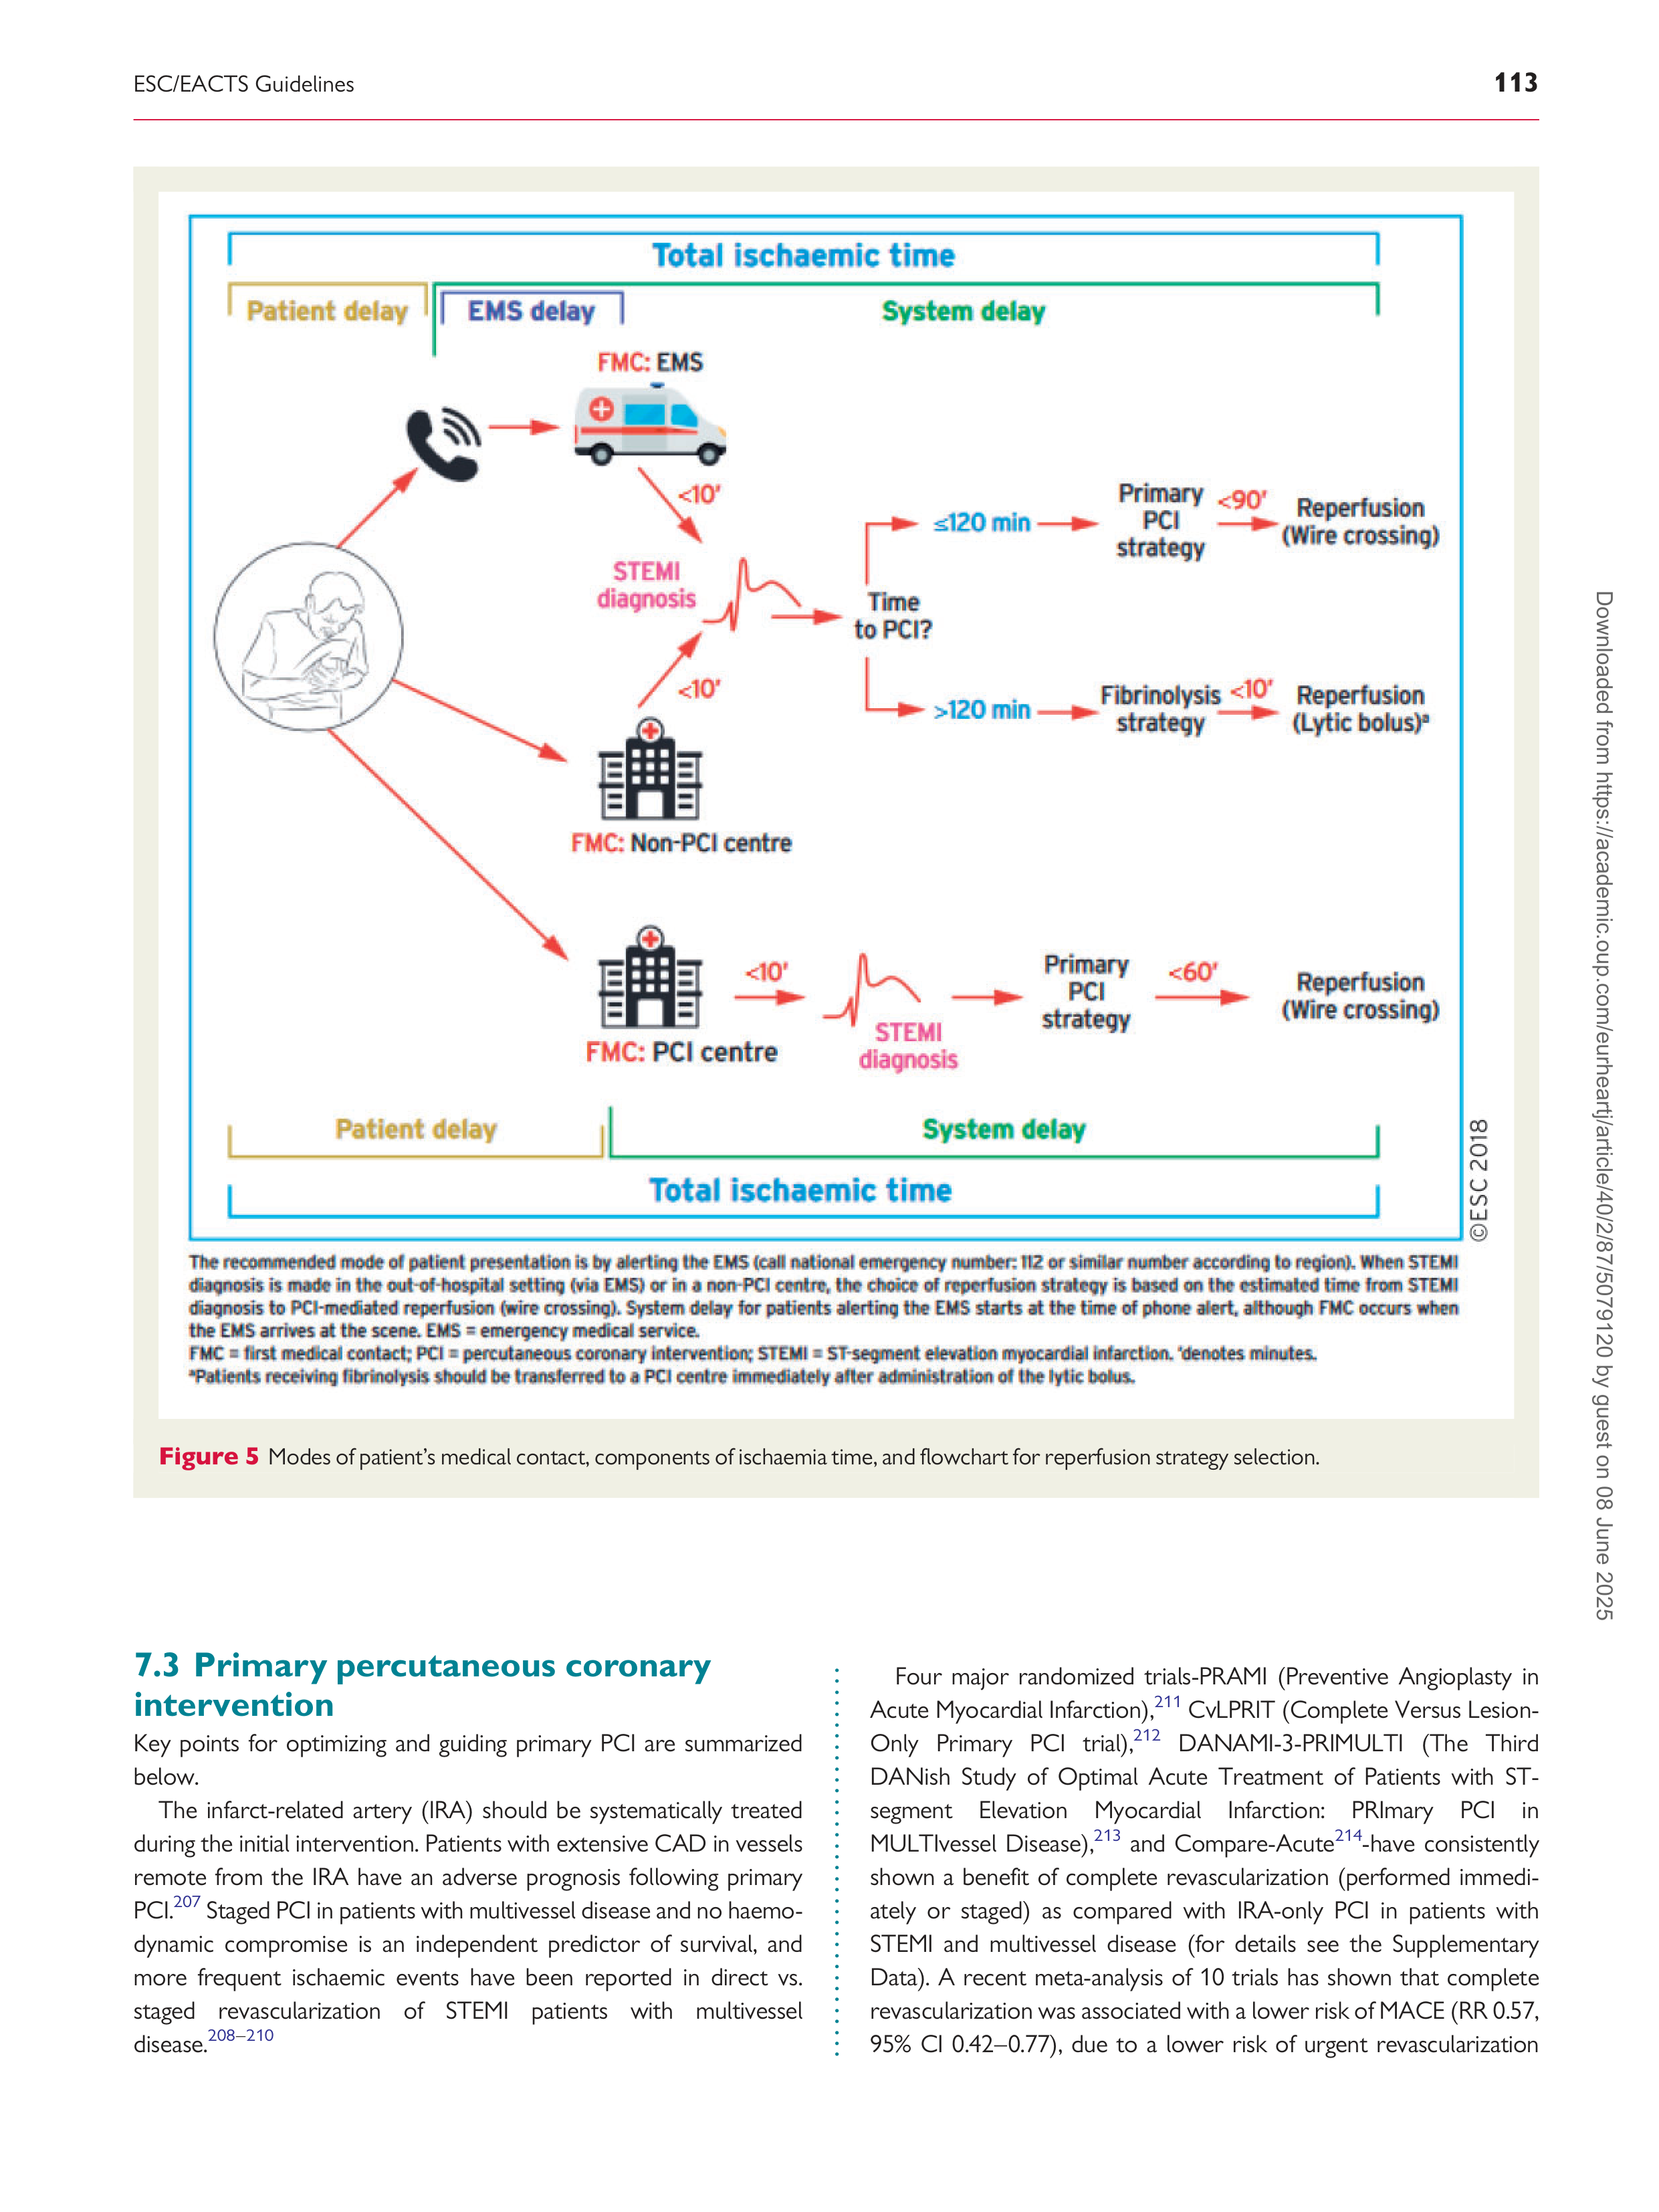 ESC/EACTS Guidelines
113
Total ischaemic time
Patient delay
EMS delay
System delay
FMC: EMS
<10'
STEMI
diagnosis
<10'
Time
to PCI?
≤120 min
Primary
PCI
strategy
<90'
Reperfusion
(Wire crossing)
>120 min
Fibrinolysis
strategy
<10'
Reperfusion
(Lytic bolus)ª
FMC: Non-PCI centre
FMC: PCI centre
<10'
STEMI
diagnosis
Primary
PCI
strategy
<60'
Reperfusion
(Wire crossing)
Patient delay
System delay
Total ischaemic time
©ESC 2018
The recommended mode of patient presentation is by alerting the EMS (call national emergency number: 112 or similar number according to region). When STEMI
diagnosis is made in the out-of-hospital setting (via EMS) or in a non-PCI centre, the choice of reperfusion strategy is based on the estimated time from STEMI
diagnosis to PCI-mediated reperfusion (wire crossing). System delay for patients alerting the EMS starts at the time of phone alert, although FMC occurs when
the EMS arrives at the scene. EMS = emergency medical service.
FMC = first medical contact; PCI = percutaneous coronary intervention; STEMI = ST-segment elevation myocardial infarction. 'denotes minutes.
ªPatients receiving fibrinolysis should be transferred to a PCI centre immediately after administration of the lytic bolus.
Figure 5 Modes of patient's medical contact, components of ischaemia time, and flowchart for reperfusion strategy selection.
7.3 Primary percutaneous coronary
intervention
Key points for optimizing and guiding primary PCI are summarized
below.
The infarct-related artery (IRA) should be systematically treated
during the initial intervention. Patients with extensive CAD in vessels
remote from the IRA have an adverse prognosis following primary
PCI.207 Staged PCI in patients with multivessel disease and no haemo-
dynamic compromise is an independent predictor of survival, and
more frequent ischaemic events have been reported in direct vs.
staged revascularization of STEMI patients with multivessel
disease.208–210
Four major randomized trials-PRAMI (Preventive Angioplasty in
Acute Myocardial Infarction),211 CvLPRIT (Complete Versus Lesion-
Only Primary PCI trial),212 DANAMI-3-PRIMULTI (The Third
DANish Study of Optimal Acute Treatment of Patients with ST-
segment Elevation Myocardial Infarction: PRImary PCI in
MULTIvessel Disease),213 and Compare-Acute214-have consistently
shown a benefit of complete revascularization (performed immedi-
ately or staged) as compared with IRA-only PCI in patients with
STEMI and multivessel disease (for details see the Supplementary
Data). A recent meta-analysis of 10 trials has shown that complete
revascularization was associated with a lower risk of MACE (RR 0.57,
95% CI 0.42–0.77), due to a lower risk of urgent revascularization
Downloaded from https://academic.oup.com/eurheartj/article/40/2/87/5079120 by guest on 08 June 2025